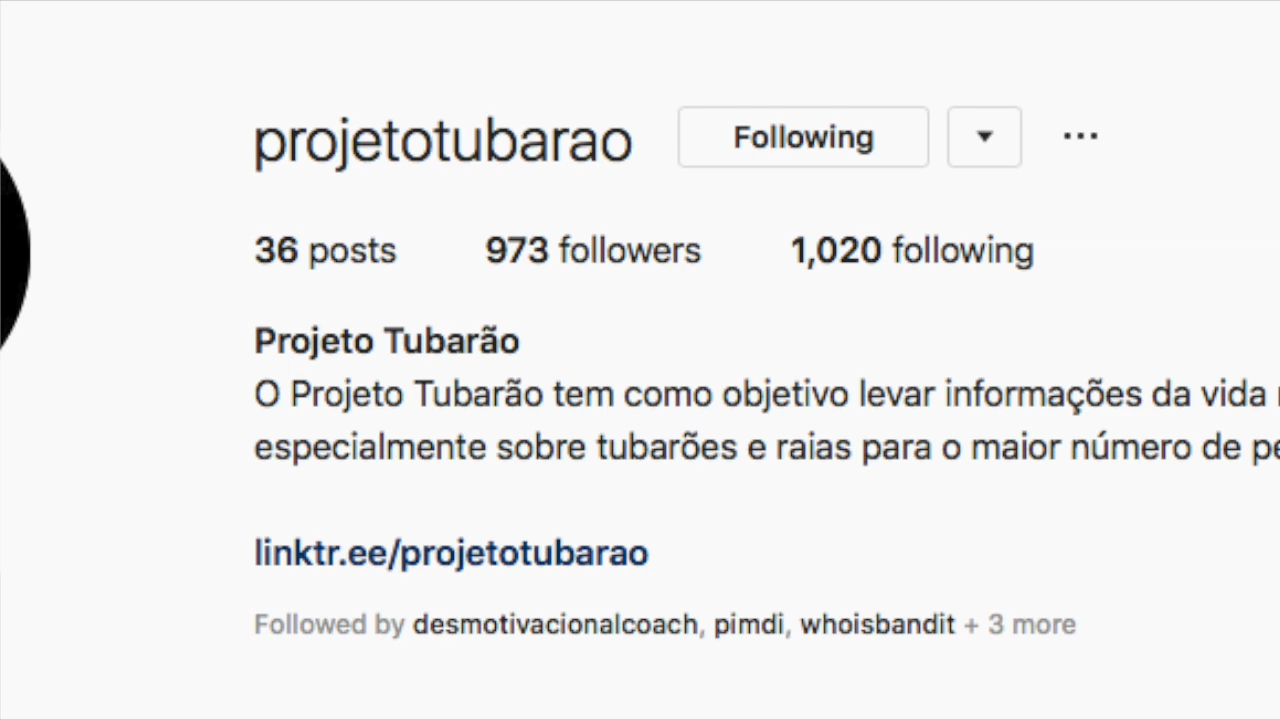 projetotubarao Following ...
36 posts 973 followers 1,020 following
Projeto Tubarão
O Projeto Tubarão tem como objetivo levar informações da vida
especialmente sobre tubarões e raias para o maior número de
linktr.ee/projetotubarao
Followed by desmotivacionalcoach, pimdi, whoisbandit + 3 more